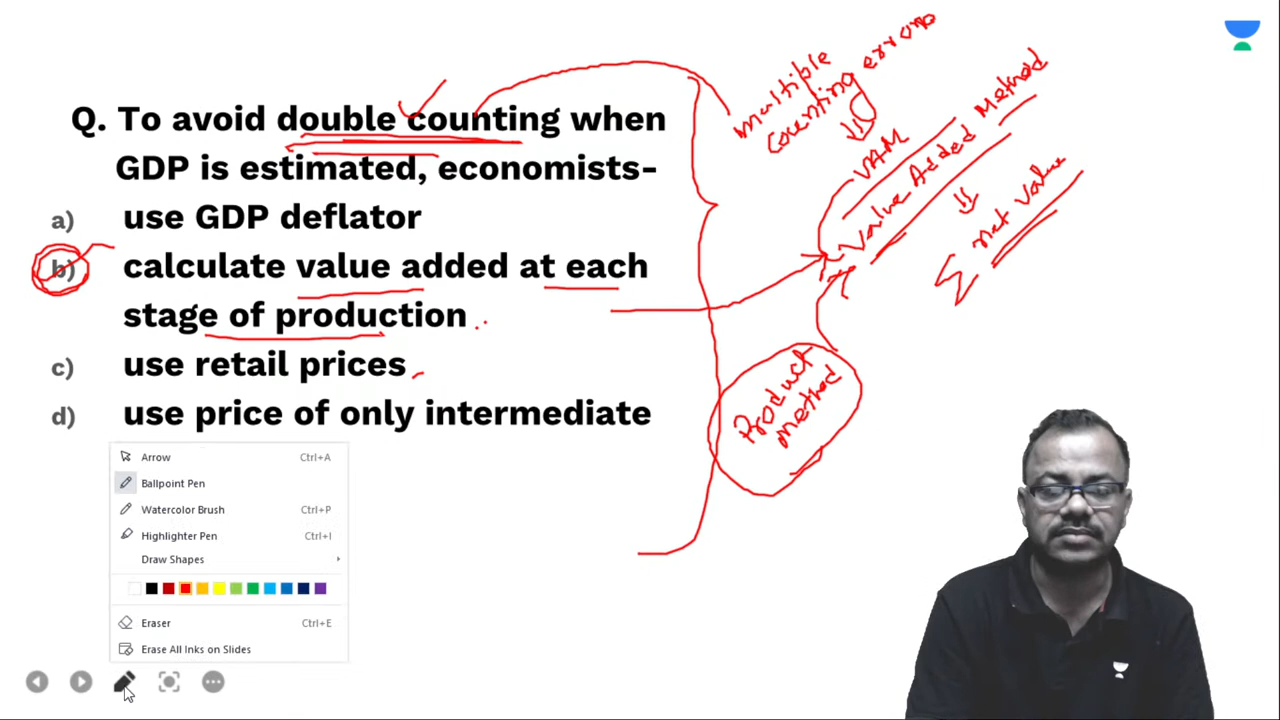 Q. To avoid double counting when
GDP is estimated, economists-
a) use GDP deflator
b) calculate value added at each
stage of production
c) use retail prices
d) use price of only intermediate
multible
counting errors
VAM
Value Added Method
Σ net value
Product
method
Arrow Ctrl+A
Ballpoint Pen
Watercolor Brush Ctrl+P
Highlighter Pen Ctrl+I
Draw Shapes
Eraser Ctrl+E
Erase All Inks on Slides